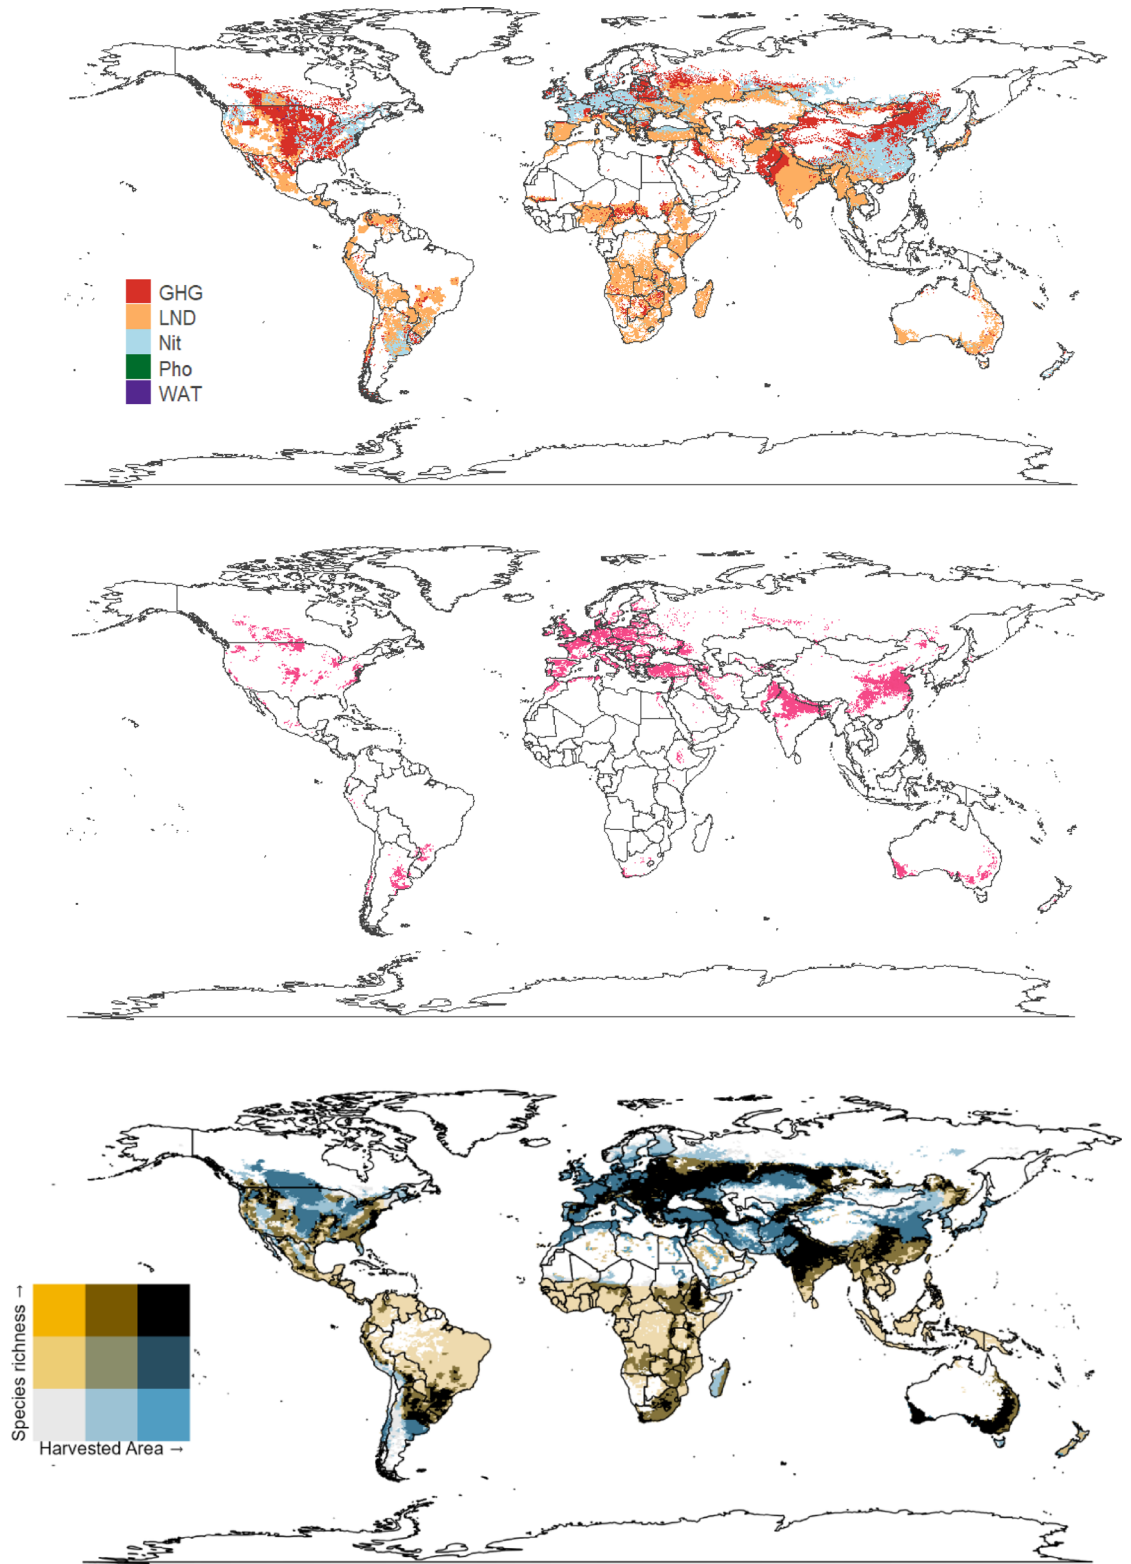 GHG
LND
Nit
Pho
WAT
Species richness →
Harvested Area →